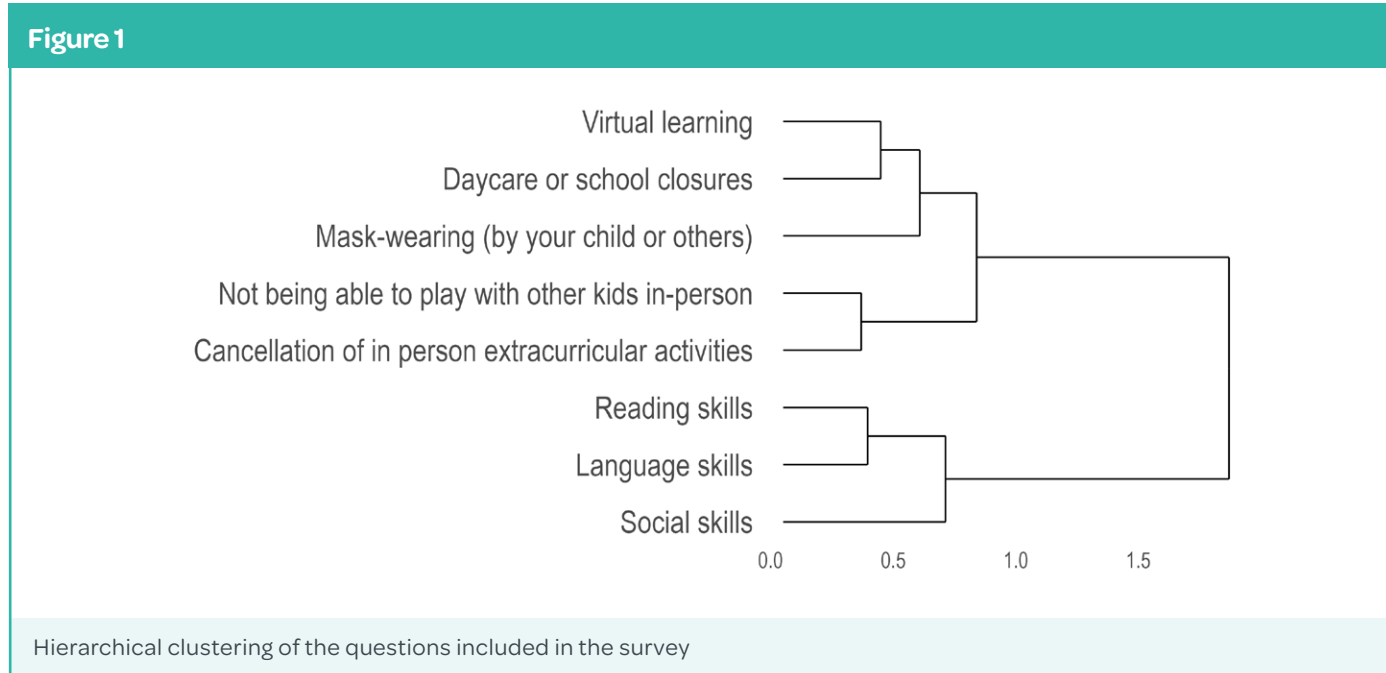 Figure 1
Virtual learning
Daycare or school closures
Mask-wearing (by your child or others)
Not being able to play with other kids in-person
Cancellation of in person extracurricular activities
Reading skills
Language skills
Social skills
0.0 0.5 1.0 1.5
Hierarchical clustering of the questions included in the survey